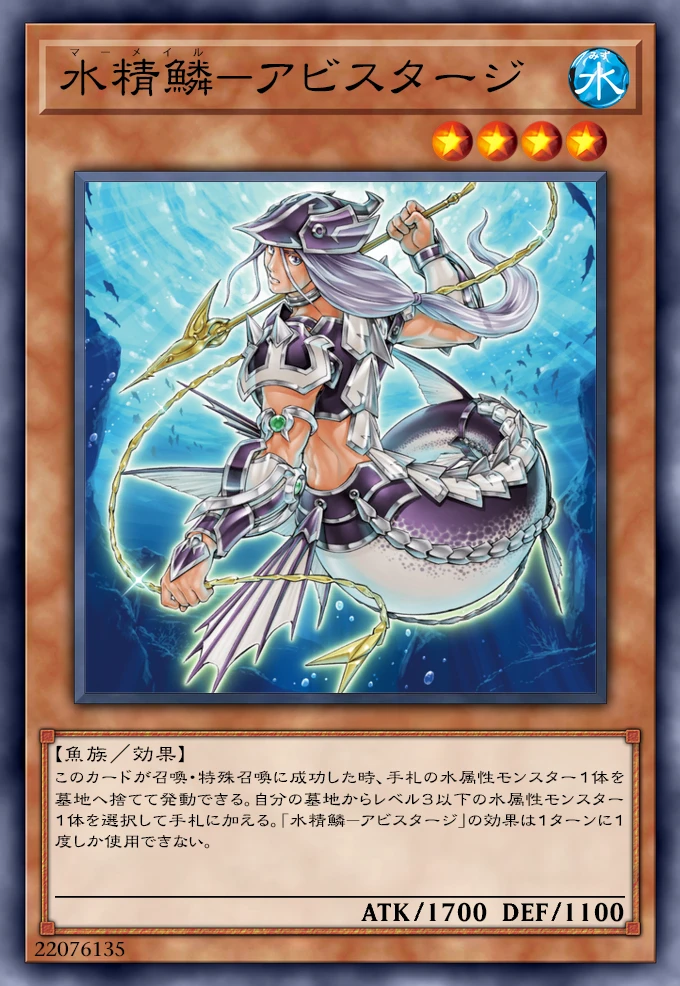 マーメイル
水精鱗－アビスタージ
みず
水
【魚族／効果】
このカードが召喚・特殊召喚に成功した時、手札の水属性モンスター１体を
墓地へ捨てて発動できる。自分の墓地からレベル３以下の水属性モンスター
１体を選択して手札に加える。「水精鱗－アビスタージ」の効果は１ターンに１
度しか使用できない。
ATK/1700 DEF/1100
22076135